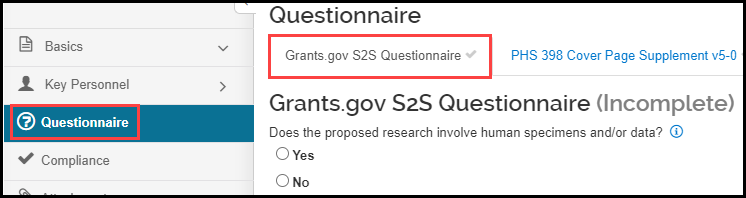 Questionnaire
Basics
Grants.gov S2S Questionnaire
PHS 398 Cover Page Supplement v5-0
Key Personnel
Questionnaire
Grants.gov S2S Questionnaire (Incomplete)
Does the proposed research involve human specimens and/or data?
Compliance
Yes
No